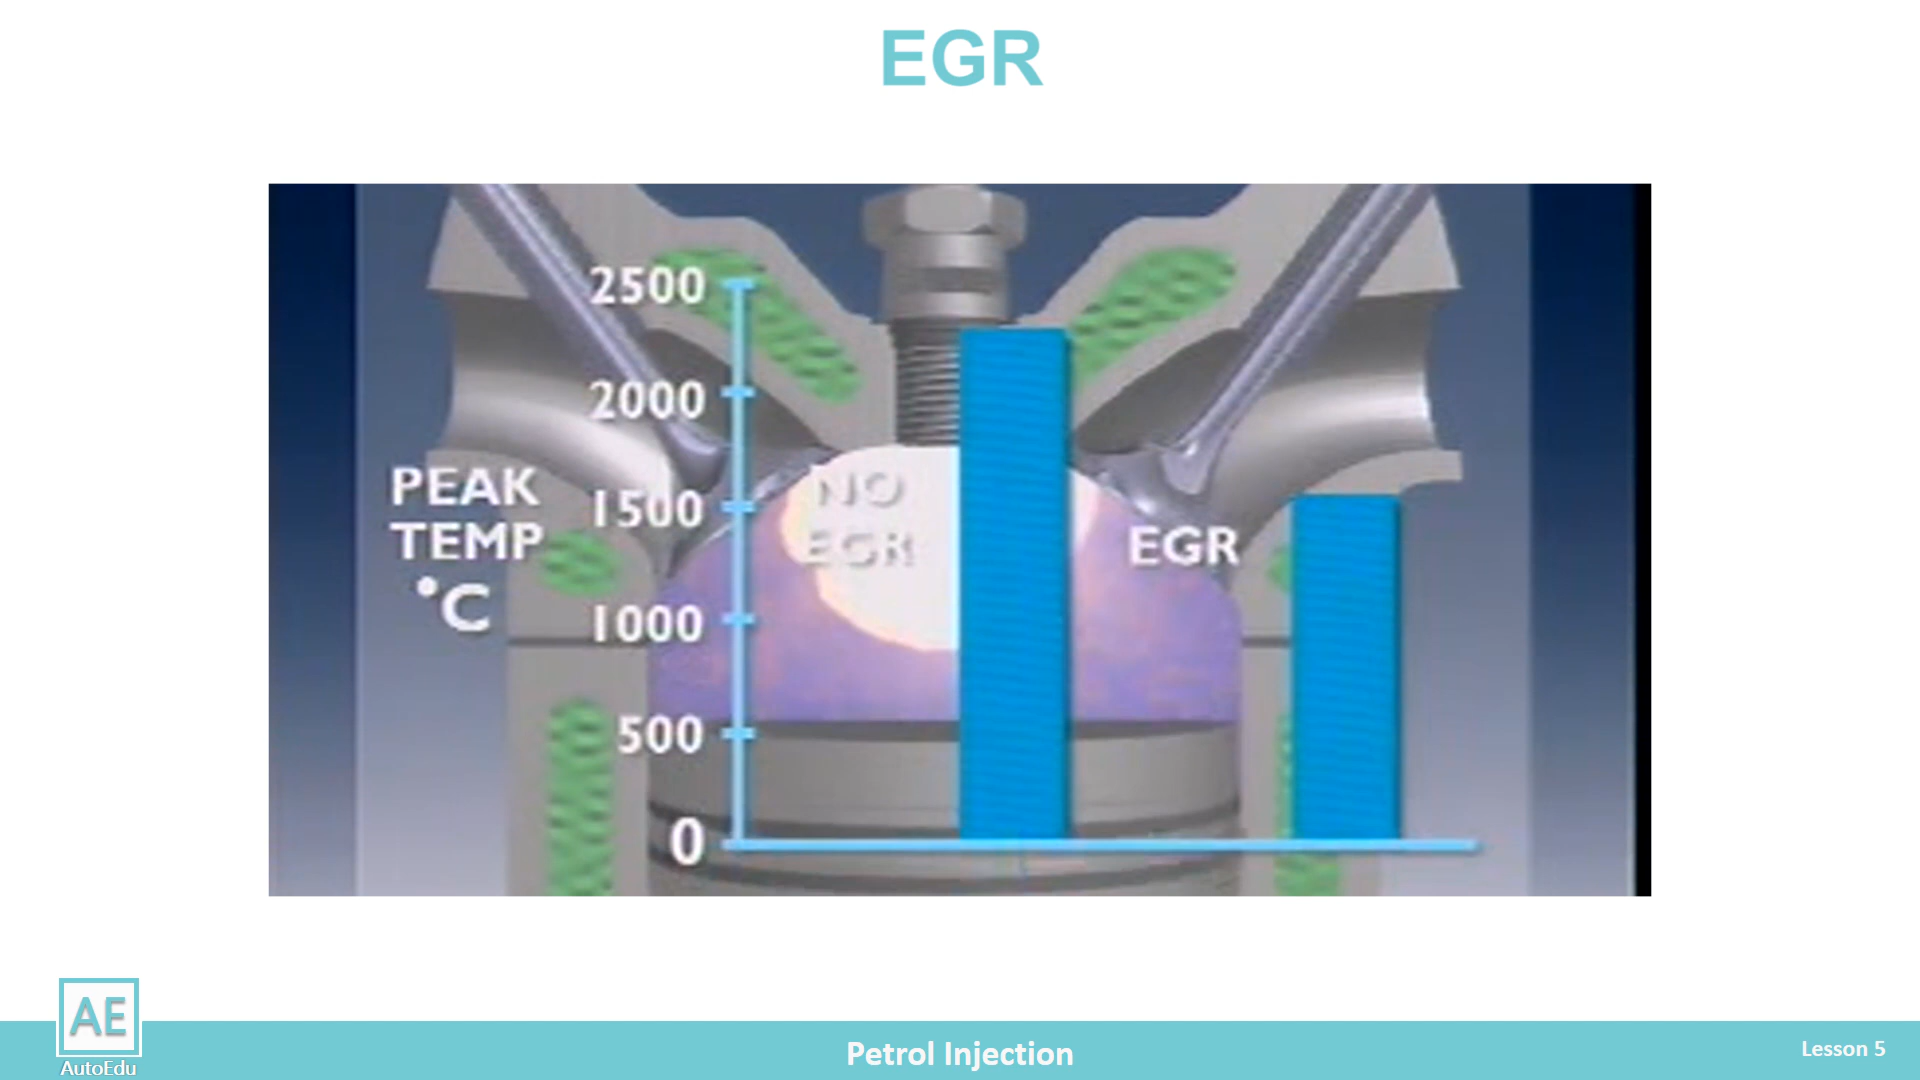 EGR
2500
2000
1500
1000
500
0
PEAK
TEMP
°C
NO
EGR
EGR
AE
AutoEdu
Petrol Injection
Lesson 5